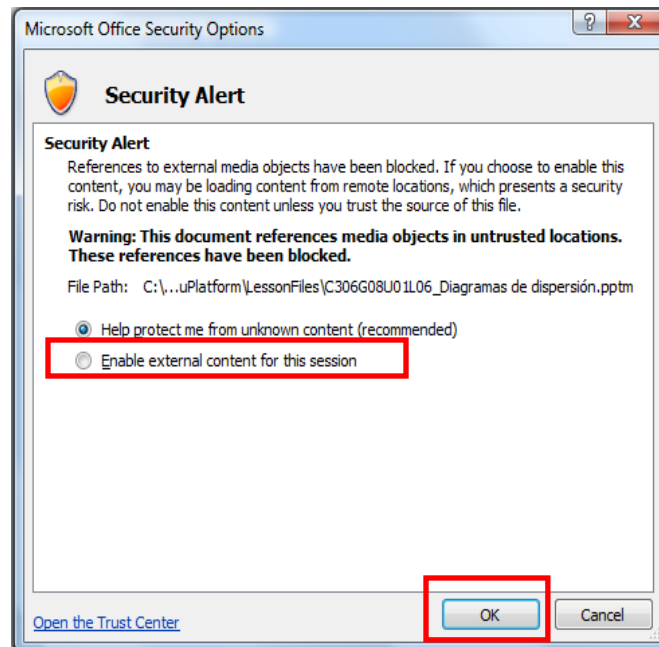 Microsoft Office Security Options
?
X
Security Alert
Security Alert
References to external media objects have been blocked. If you choose to enable this
content, you may be loading content from remote locations, which presents a security
risk. Do not enable this content unless you trust the source of this file.
Warning: This document references media objects in untrusted locations.
These references have been blocked.
File Path: C:\...uPlatform\LessonFiles\C306G08U01L06_Diagramas de dispersión.pptm
Help protect me from unknown content (recommended)
Enable external content for this session
Open the Trust Center
OK
Cancel